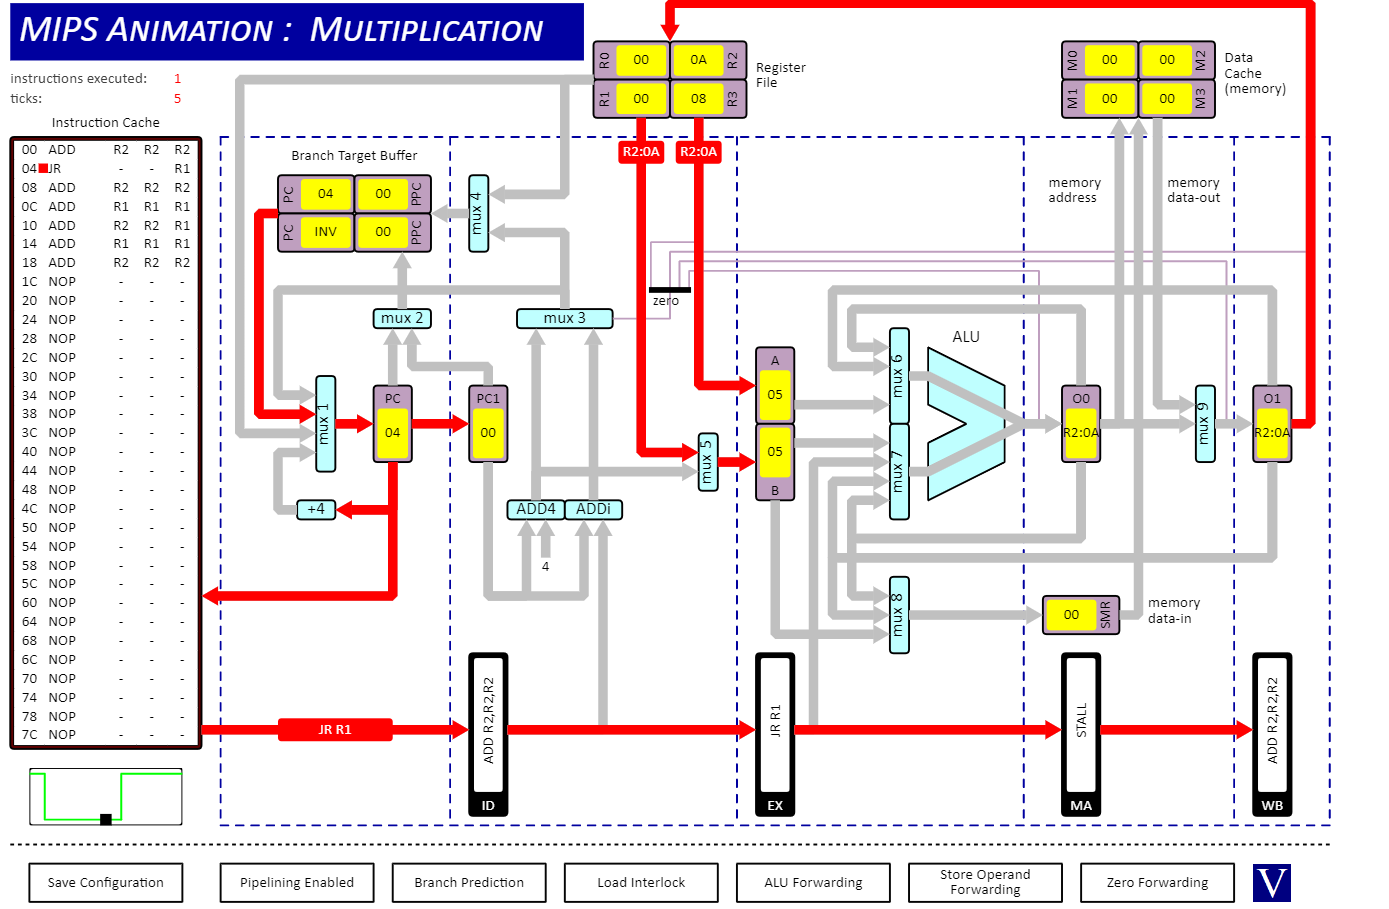 MIPS Animation : Multiplication
instructions executed: 1
ticks: 5
Instruction Cache
00 ADD R2 R2 R2
04 JR - - R1
08 ADD R2 R2 R2
0C ADD R1 R1 R1
10 ADD R2 R2 R1
14 ADD R1 R1 R1
18 ADD R2 R2 R2
1C NOP - - -
20 NOP - - -
24 NOP - - -
28 NOP - - -
2C NOP - - -
30 NOP - - -
34 NOP - - -
38 NOP - - -
3C NOP - - -
40 NOP - - -
44 NOP - - -
48 NOP - - -
4C NOP - - -
50 NOP - - -
54 NOP - - -
58 NOP - - -
5C NOP - - -
60 NOP - - -
64 NOP - - -
68 NOP - - -
6C NOP - - -
70 NOP - - -
74 NOP - - -
78 NOP - - -
7C NOP - - -
R0 00 0A R2
R1 00 08 R3
Register
File
M0 00 00 M2
M1 00 00 M3
Data
Cache
(memory)
R2:0A R2:0A
Branch Target Buffer
PC 04 00 PPC
PC INV 00 PPC
mux 4
memory
address
memory
data-out
zero
mux 2
mux 3
mux 1
PC
04
PC1
00
+4
ADD4 ADDi
4
mux 5
A
05
05
B
mux 6
mux 7
ALU
mux 8
O0
R2:0A
mux 9
O1
R2:0A
00 SMR
memory
data-in
JR R1
ADD R2,R2,R2
ID
JR R1
EX
STALL
MA
ADD R2,R2,R2
WB
Save Configuration
Pipelining Enabled
Branch Prediction
Load Interlock
ALU Forwarding
Store Operand
Forwarding
Zero Forwarding
V